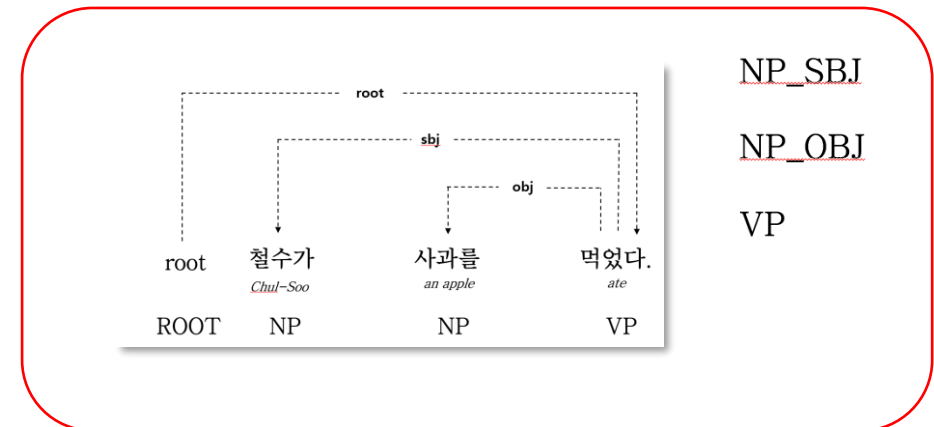 root
sbj
obj
root 철수가 사과를 먹었다.
Chul-Soo an apple ate
ROOT NP NP VP
NP_SBJ
NP_OBJ
VP